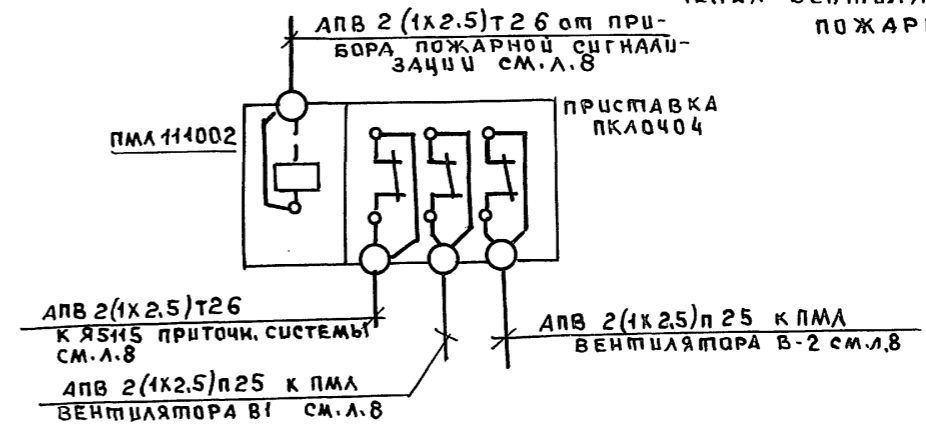 АПВ 2 (1х2.5) Т 26 от ПРИ-
БОРА ПОЖАРНОЙ СИГНАЛИ-
ЗАЦИИ СМ. Л. 8
ПОЖАР
ПМЛ 111002
ПРИСТАВКА
ПКЛ0404
АПВ 2(1х2,5)Т26
К Я5115 ПРИТОЧН. СИСТЕМЫ
СМ. Л. 8
АПВ 2(1х2,5)П25 К ПМЛ
ВЕНТИЛЯТОРА В1 СМ. Л. 8
АПВ 2(1х2,5)П 25 К ПМЛ
ВЕНТИЛЯТОРА В-2 СМ.Л,8